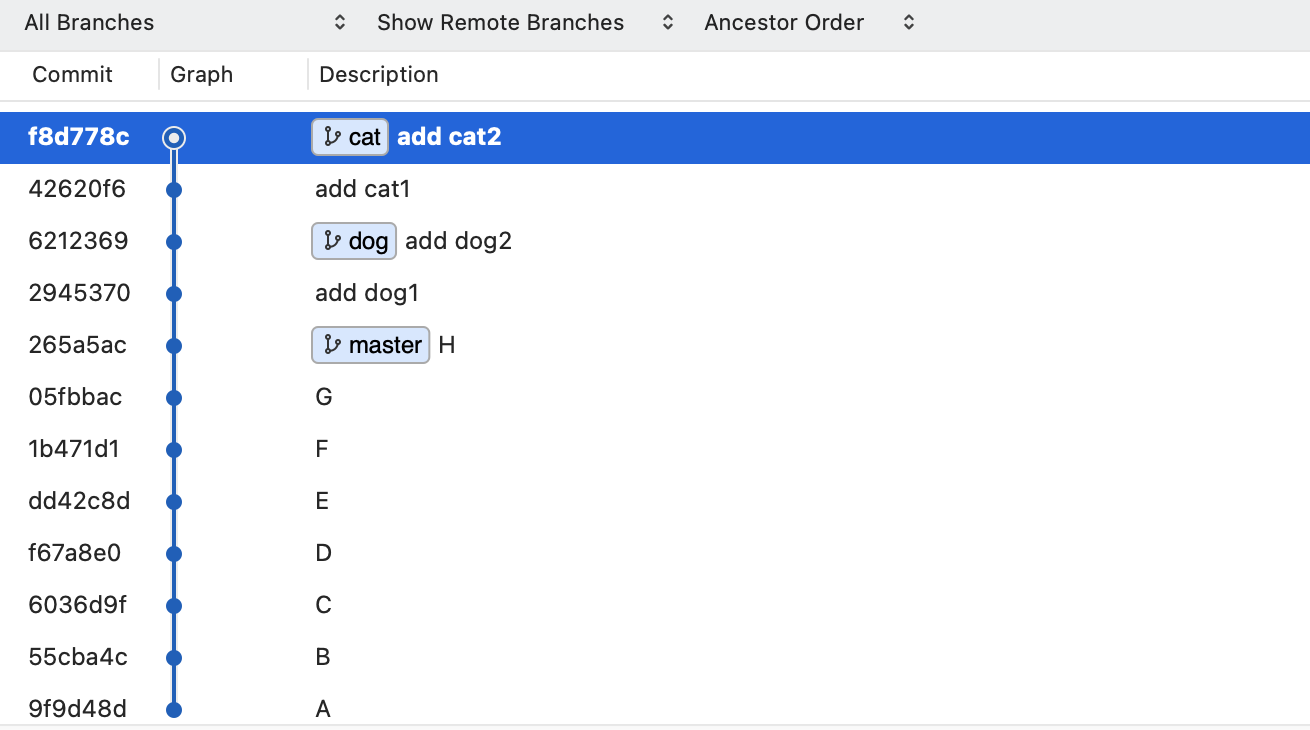 All Branches Show Remote Branches Ancestor Order
Commit Graph Description
f8d778c cat add cat2
42620f6 add cat1
6212369 dog add dog2
2945370 add dog1
265a5ac master H
05fbbac G
1b471d1 F
dd42c8d E
f67a8e0 D
6036d9f C
55cba4c B
9f9d48d A